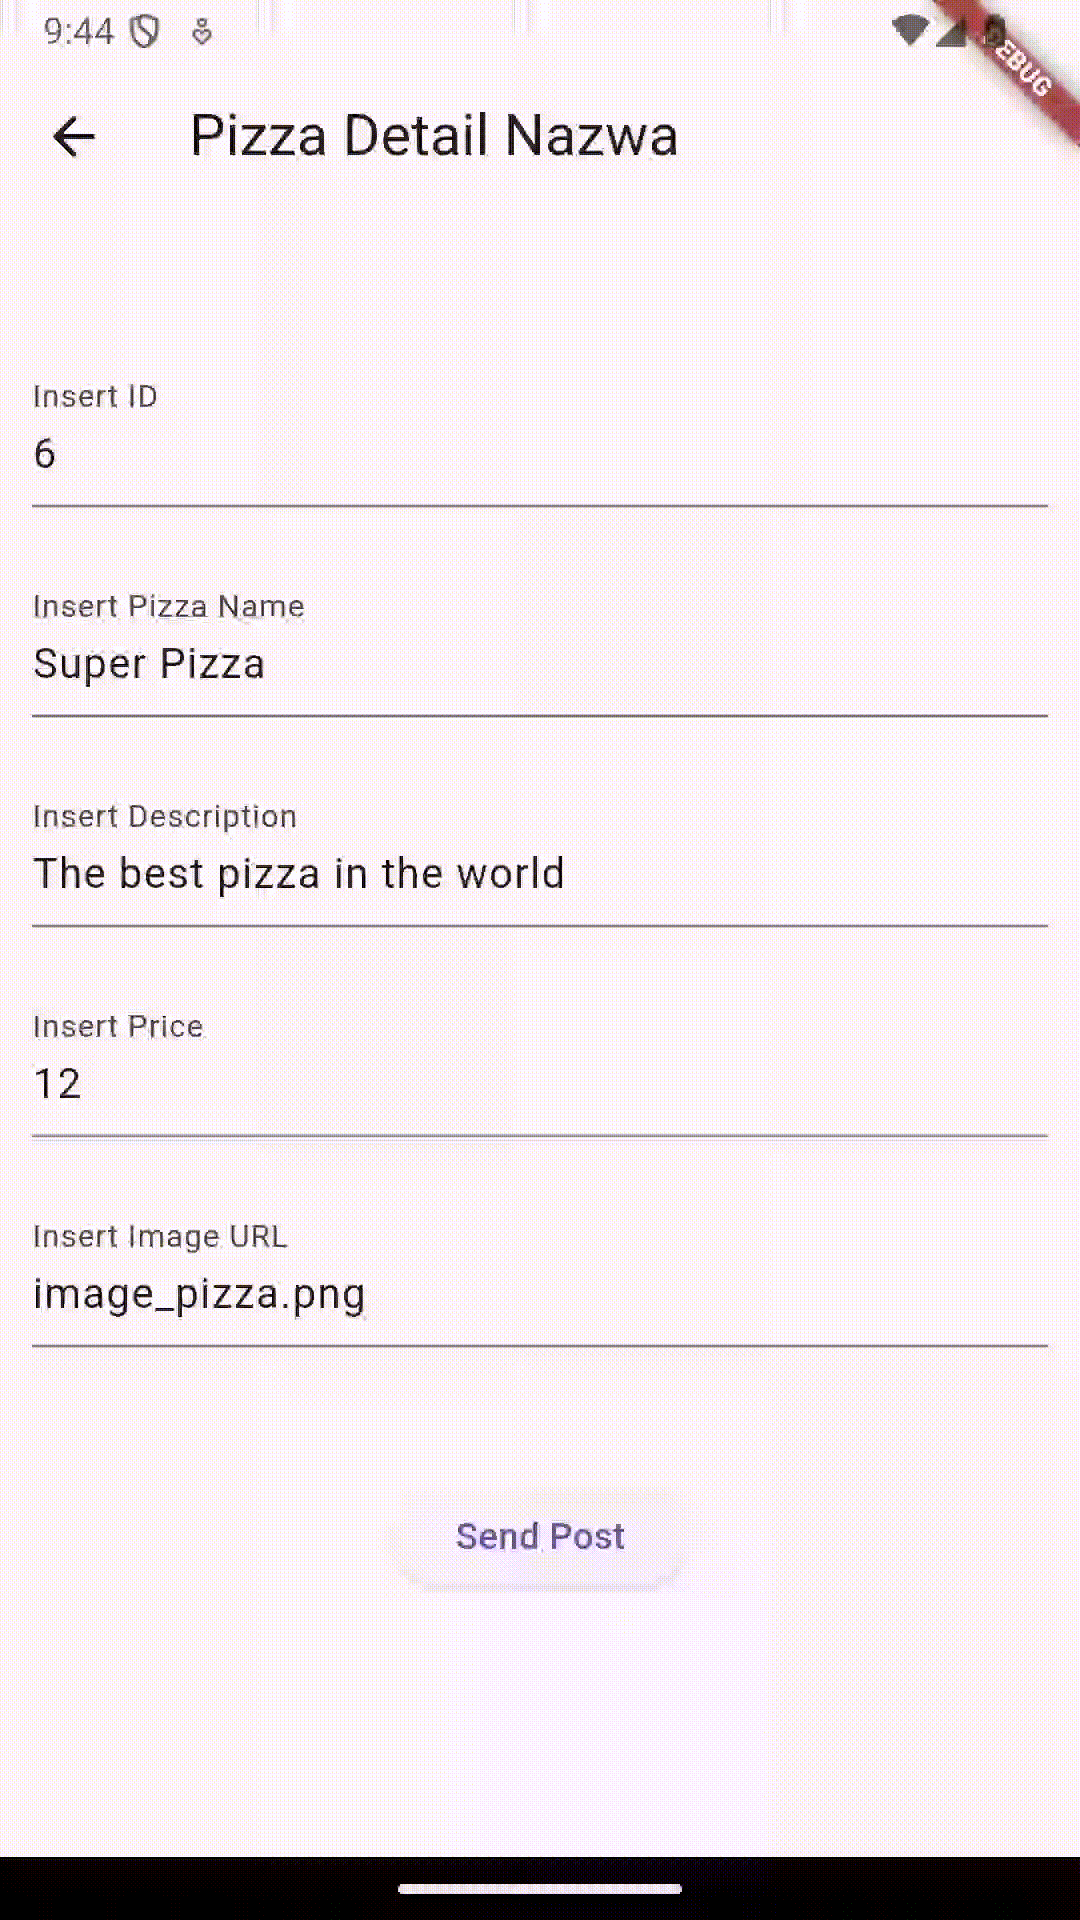 9:44
EBUG
Pizza Detail Nazwa
Insert ID
6
Insert Pizza Name
Super Pizza
Insert Description
The best pizza in the world
Insert Price
12
Insert Image URL
image_pizza.png
Send Post